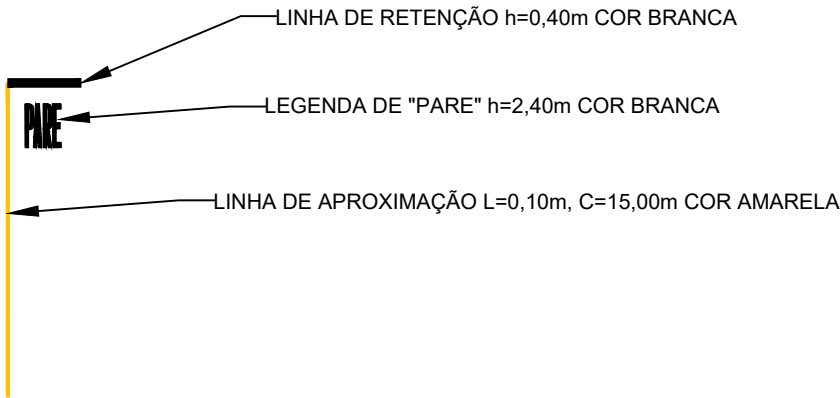 LINHA DE RETENÇÃO h=0,40m COR BRANCA
PARE
LEGENDA DE "PARE" h=2,40m COR BRANCA
LINHA DE APROXIMAÇÃO L=0,10m, C=15,00m COR AMARELA